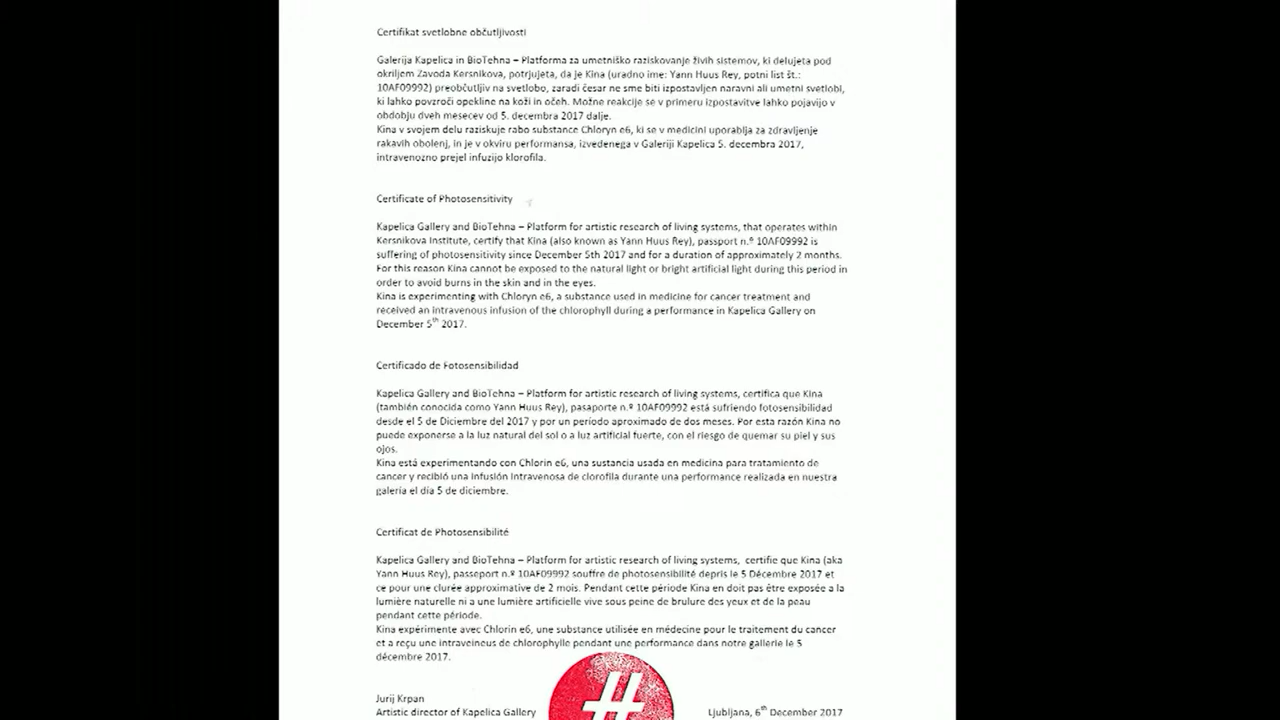 Certifikat svetlobne občutljivosti
Galerija Kapelica in BioTehna – Platforma za umetniško raziskovanje živih sistemov, ki delujeta pod
okriljem Zavoda Kersnikova, potrjujeta, da je Kina (uradno ime: Yann Huus Rey, potni list št.:
10AF09992) preobčutljiv na svetlobo, zaradi česar ne sme biti izpostavljen naravni ali umetni svetlobi,
ki lahko povzroči opekline na koži in očeh. Možne reakcije se v primeru izpostavitve lahko pojavijo v
obdobju dveh mesecev od 5. decembra 2017 dalje.
Kina v svojem delu raziskuje rabo substance Chloryn e6, ki se v medicini uporablja za zdravljenje
rakavih obolenj, in je v okviru performansa, izvedenega v Galeriji Kapelica 5. decembra 2017,
intravenozno prejel infuzijo klorofila.
Certificate of Photosensitivity
Kapelica Gallery and BioTehna – Platform for artistic research of living systems, that operates within
Kersnikova Institute, certify that Kina (also known as Yann Huus Rey), passport n.º 10AF09992 is
suffering of photosensitivity since December 5th 2017 and for a duration of approximately 2 months.
For this reason Kina cannot be exposed to the natural light or bright artificial light during this period in
order to avoid burns in the skin and in the eyes.
Kina is experimenting with Chloryn e6, a substance used in medicine for cancer treatment and
received an intravenous infusion of the chlorophyll during a performance in Kapelica Gallery on
December 5th 2017.
Certificado de Fotosensibilidad
Kapelica Gallery and BioTehna – Platform for artistic research of living systems, certifica que Kina
(también conocida como Yann Huus Rey), pasaporte n.º 10AF09992 está sufriendo fotosensibilidad
desde el 5 de Diciembre del 2017 y por un período aproximado de dos meses. Por esta razón Kina no
puede exponerse a la luz natural del sol o a luz artificial fuerte, con el riesgo de quemar su piel y sus
ojos.
Kina está experimentando con Chlorin e6, una sustancia usada en medicina para tratamiento de
cancer y recibió una infusión intravenosa de clorofila durante una performance realizada en nuestra
galería el día 5 de diciembre.
Certificat de Photosensibilité
Kapelica Gallery and BioTehna – Platform for artistic research of living systems, certifie que Kina (aka
Yann Huus Rey), passeport n.º 10AF09992 souffre de photosensibilité depris le 5 Décembre 2017 et
ce pour une clurée approximative de 2 mois. Pendant cette période Kina en doit pas être exposée a la
lumière naturelle ni a une lumière artificielle vive sous peine de brulure des yeux et de la peau
pendant cette période.
Kina expérimente avec Chlorin e6, une substance utilisée en médecine pour le traitement du cancer
et a reçu une intraveineus de chlorophylle pendant une performance dans notre gallerie le 5
décembre 2017.
Jurij Krpan
Artistic director of Kapelica Gallery
#
Ljubljana, 6th December 2017